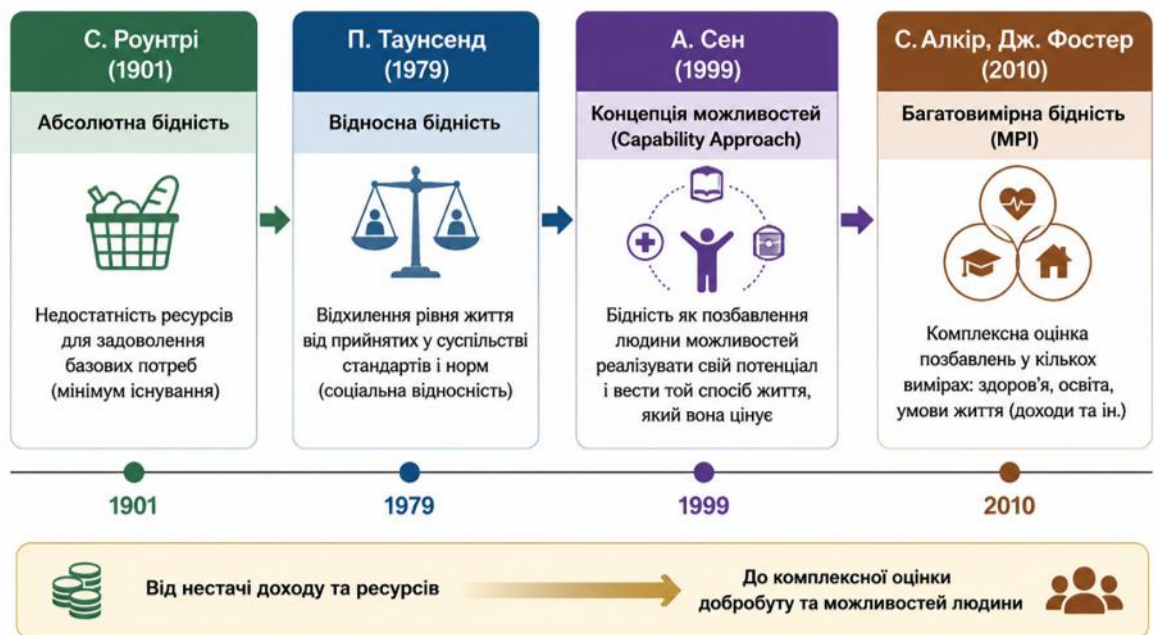 С. Роунтрі
(1901)
Абсолютна бідність
Недостатність ресурсів
для задоволення
базових потреб
(мінімум існування)
П. Таунсенд
(1979)
Відносна бідність
Відхилення рівня життя
від прийнятих у суспільстві
стандартів і норм
(соціальна відносність)
А. Сен
(1999)
Концепція можливостей
(Capability Approach)
Бідність як позбавлення
людини можливостей
реалізувати свій потенціал
і вести той спосіб життя,
який вона цінує
С. Алкір, Дж. Фостер
(2010)
Багатовимірна бідність
(MPI)
Комплексна оцінка
позбавлень у кількох
вимірах: здоров’я, освіта,
умови життя (доходи та ін.)
1901
1979
1999
2010
Від нестачі доходу та ресурсів
До комплексної оцінки
добробуту та можливостей людини